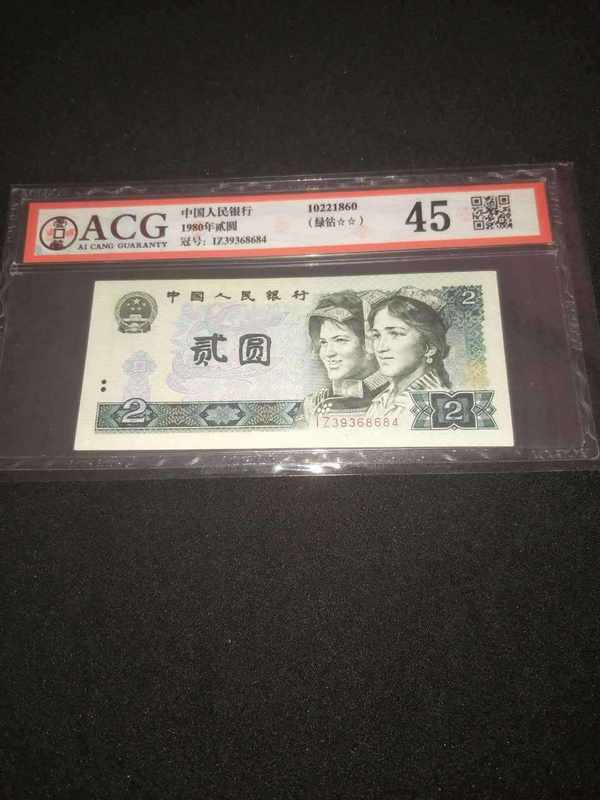 ACG
AI CANG GUARANTY
中国人民银行
1980年贰圆
冠号: IZ39368684
10221860
(绿钻☆☆)
45
中国人民银行
2
贰圆
2
IZ39368684
2